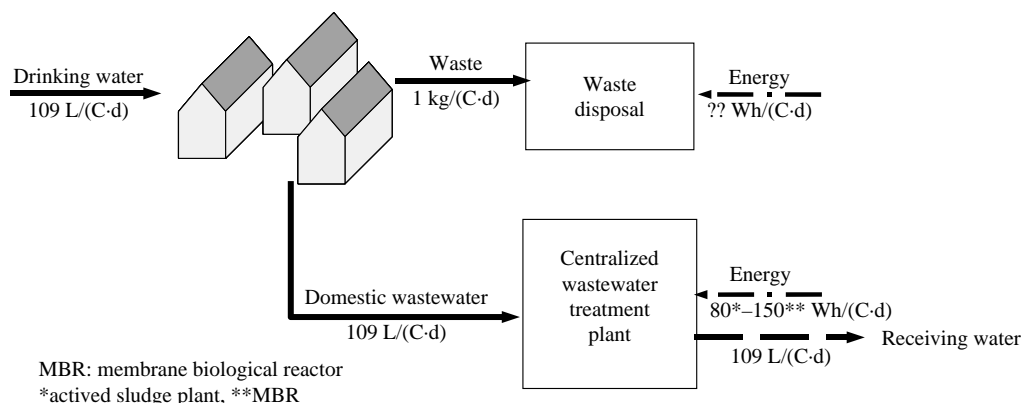 Drinking water
109 L/(C·d)
Waste
1 kg/(C·d)
Waste
disposal
Energy
?? Wh/(C·d)
Domestic wastewater
109 L/(C·d)
Centralized
wastewater
treatment
plant
Energy
80*–150** Wh/(C·d)
109 L/(C·d)
Receiving water
MBR: membrane biological reactor
*actived sludge plant, **MBR